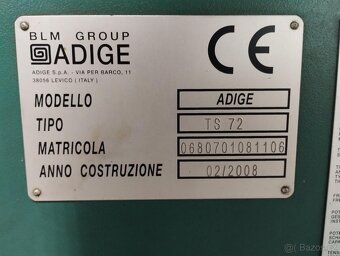 BLM GROUP
ADIGE
ADIGE S.p.A. - VIA PER BARCO, 11
38056 LEVICO ( ITALY )
CE
MODELLO ADIGE
TIPO TS 72
MATRICOLA 0680701081106
ANNO COSTRUZIONE 02/2008